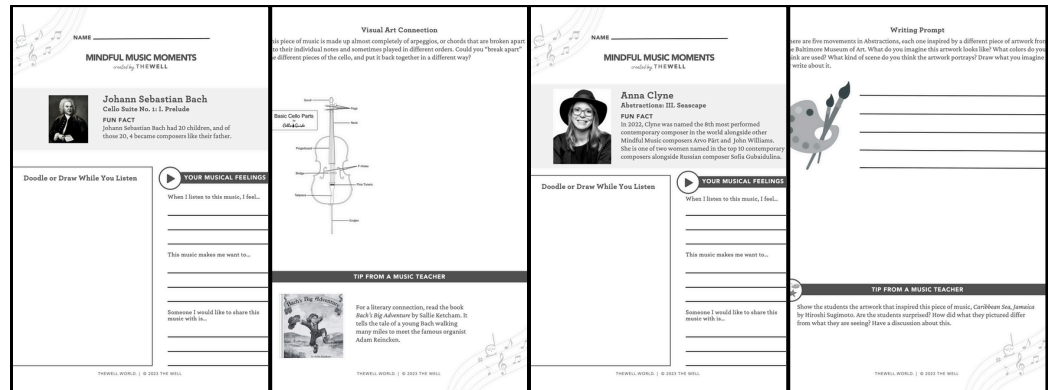 NAME
MINDFUL MUSIC MOMENTS
created by THE WELL
Johann Sebastian Bach
Cello Suite No. 1: I. Prelude
FUN FACT
Johann Sebastian Bach had 20 children, and of
those 20, 4 became composers like their father.
Doodle or Draw While You Listen
YOUR MUSICAL FEELINGS
When I listen to this music, I feel...
This music makes me want to...
Someone I would like to share this
music with is...
THEWELL.WORLD | © 2023 THE WELL
Visual Art Connection
his piece of music is made up almost completely of arpeggios, or chords that are broken apart
to their individual notes and sometimes played in different orders. Could you "break apart"
e different pieces of the cello, and put it back together in a different way?
Basic Cello Parts
Scroll
Pegs
Neck
Fingerboard
F-Holes
Bridge
Fine Tuners
Tailpiece
Endpin
TIP FROM A MUSIC TEACHER
Bach's Big Adventure
For a literary connection, read the book
Bach's Big Adventure by Sallie Ketcham. It
tells the tale of a young Bach walking
many miles to meet the famous organist
Adam Reincken.
THEWELL.WORLD | © 2023 THE WELL
NAME
MINDFUL MUSIC MOMENTS
created by THE WELL
Anna Clyne
Abstractions: III. Seascape
FUN FACT
In 2022, Clyne was named the 8th most performed
contemporary composer in the world alongside other
Mindful Music composers Arvo Pärt and John Williams.
She is one of two women named in the top 10 contemporary
composers alongside Russian composer Sofia Gubaidulina.
Doodle or Draw While You Listen
YOUR MUSICAL FEELINGS
When I listen to this music, I feel...
This music makes me want to...
Someone I would like to share this
music with is...
THEWELL.WORLD | © 2023 THE WELL
Writing Prompt
ere are five movements in Abstractions, each one inspired by a different piece of artwork from
e Baltimore Museum of Art. What do you imagine this artwork looks like? What colors do you
ink are used? What kind of scene do you think the artwork portrays? Draw what you imagine
write about it.
TIP FROM A MUSIC TEACHER
Show the students the artwork that inspired this piece of music, Caribbean Sea, Jamaica
by Hiroshi Sugimoto. Are the students surprised? How did what they pictured differ
from what they are seeing? Have a discussion about this.
THEWELL.WORLD | © 2023 THE WELL